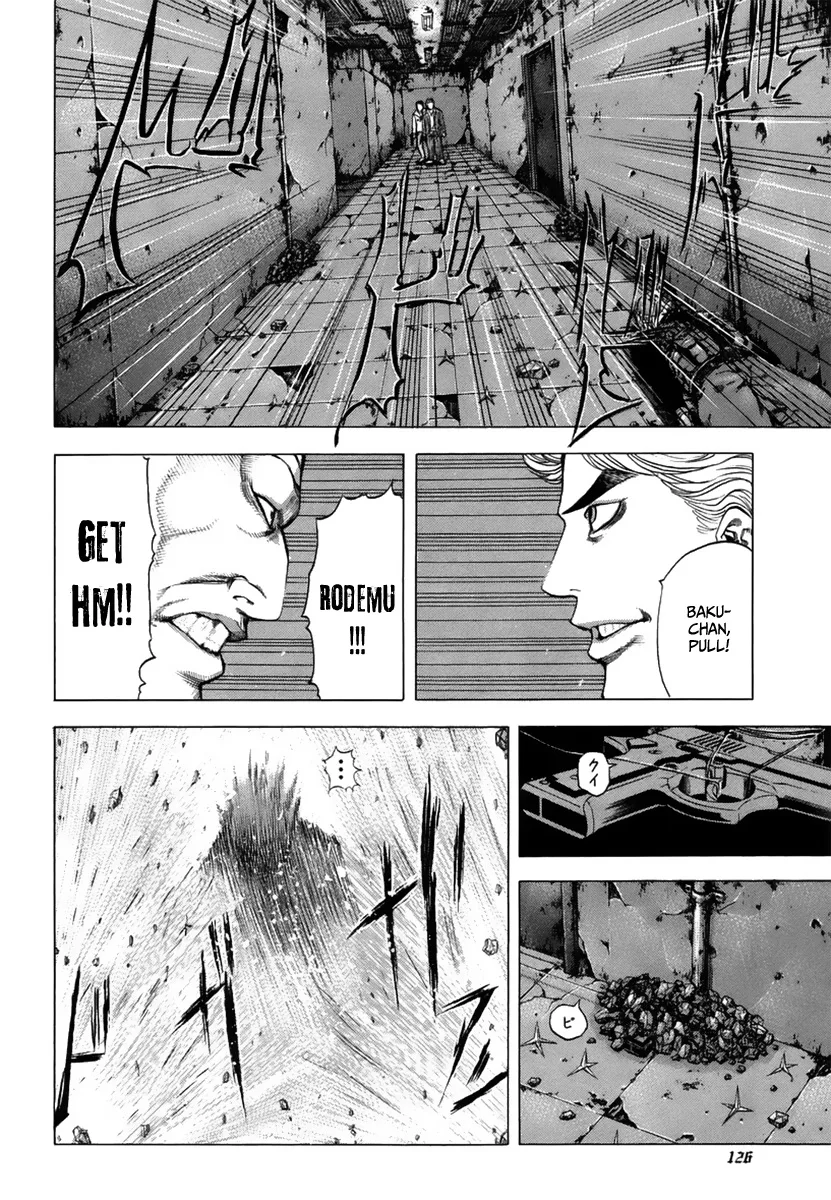 BAKU-
CHAN,
PULL!
RODEMU
!!!
GET
HM!!
クイ
ピ
...
126